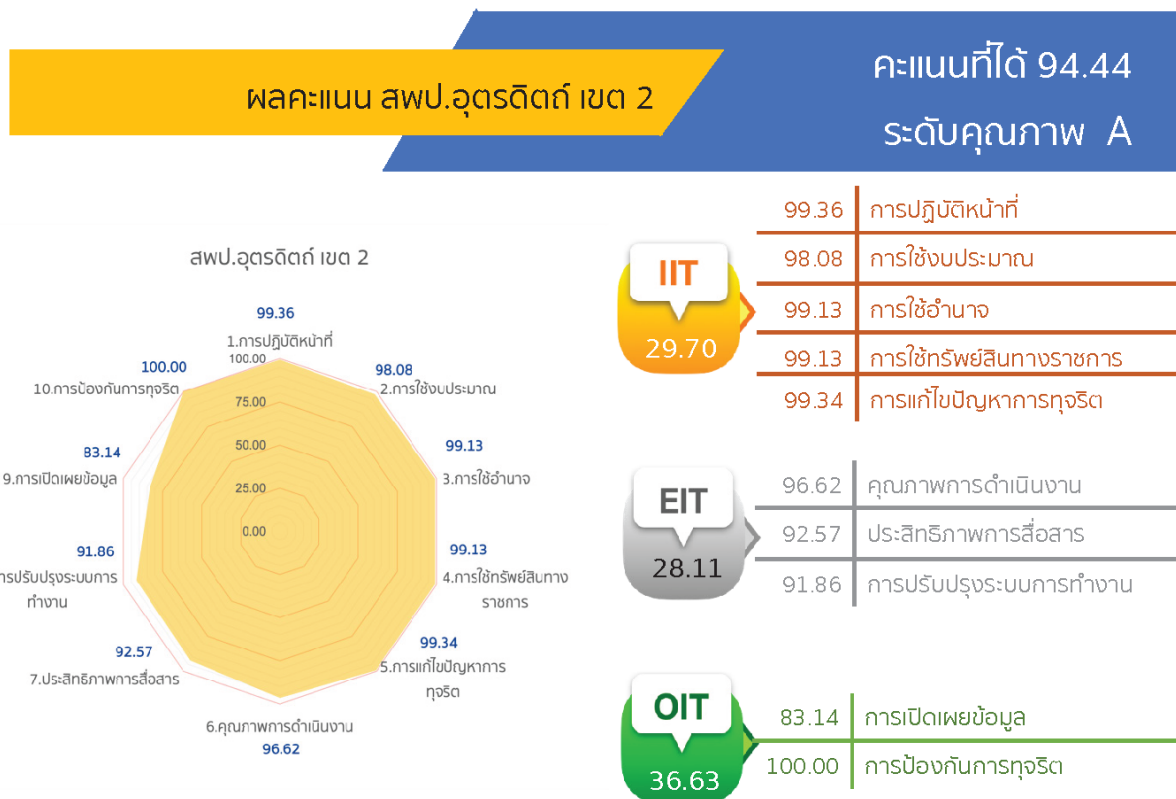 ผลคะแนน สพป.อุตรดิตถ์ เขต 2
คะแนนที่ได้ 94.44
ระดับคุณภาพ A
สพป.อุตรดิตถ์ เขต 2
99.36
1.การปฏิบัติหน้าที่
100.00
75.00
50.00
25.00
0.00
98.08
2.การใช้งบประมาณ
99.13
3.การใช้อำนาจ
99.13
4.การใช้ทรัพย์สินทาง
ราชการ
99.34
5.การแก้ไขปัญหาการ
ทุจริต
6.คุณภาพการดำเนินงาน
96.62
92.57
7.ประสิทธิภาพการสื่อสาร
91.86
ารปรับปรุงระบบการ
ทำงาน
83.14
9.การเปิดเผยข้อมูล
100.00
10.การป้องกันการทุจริต
IIT
29.70
99.36 การปฏิบัติหน้าที่
98.08 การใช้งบประมาณ
99.13 การใช้อำนาจ
99.13 การใช้ทรัพย์สินทางราชการ
99.34 การแก้ไขปัญหาการทุจริต
EIT
28.11
96.62 คุณภาพการดำเนินงาน
92.57 ประสิทธิภาพการสื่อสาร
91.86 การปรับปรุงระบบการทำงาน
OIT
36.63
83.14 การเปิดเผยข้อมูล
100.00 การป้องกันการทุจริต